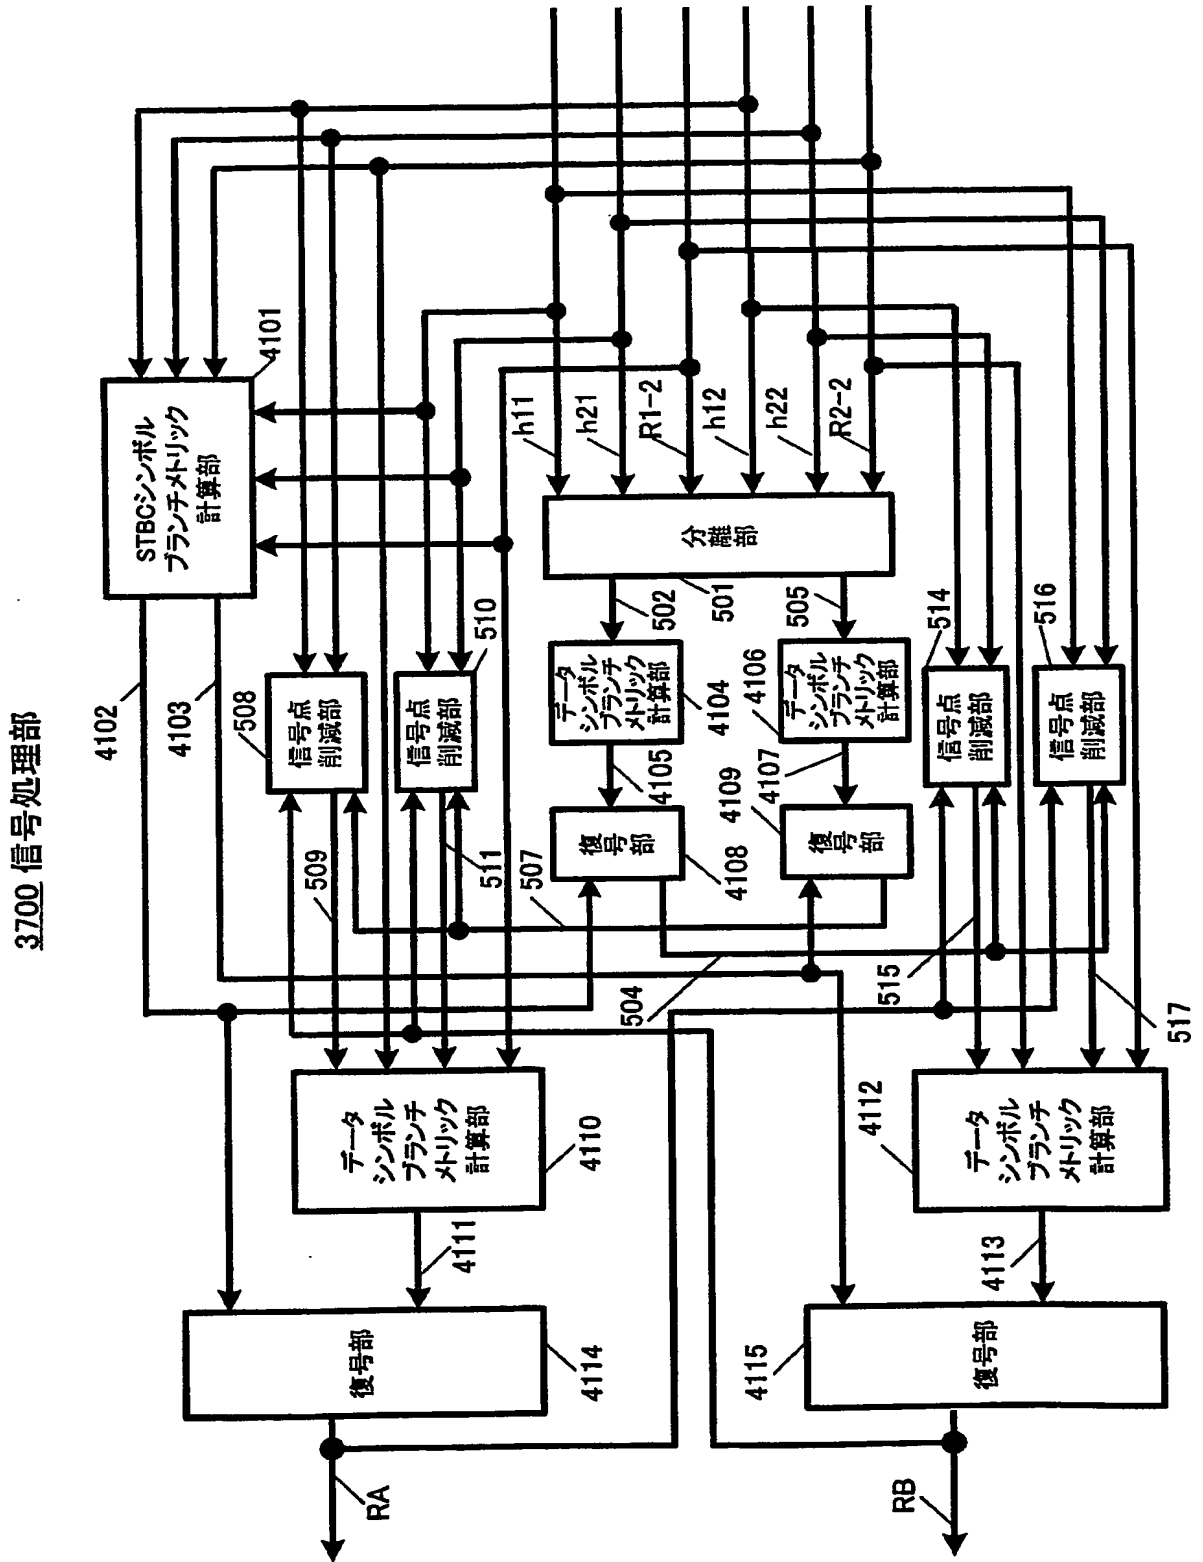 3700 信号処理部
RA
RB
復号部
4114
復号部
4115
4111
4113
データ
シンボル
ブランチ
メトリック
計算部
4110
データ
シンボル
ブランチ
メトリック
計算部
4112
509
511
507
504
515
517
4102
4103
508
信号点
削減部
510
信号点
削減部
復号部
4108
復号部
4109
4105
4107
データ
シンボル
ブランチ
メトリック
計算部
4104
データ
シンボル
ブランチ
メトリック
計算部
4106
信号点
削減部
514
信号点
削減部
516
502
505
分離部
501
STBCシンボル
ブランチメトリック
計算部
4101
h11
h21
R1-2
h12
h22
R2-2